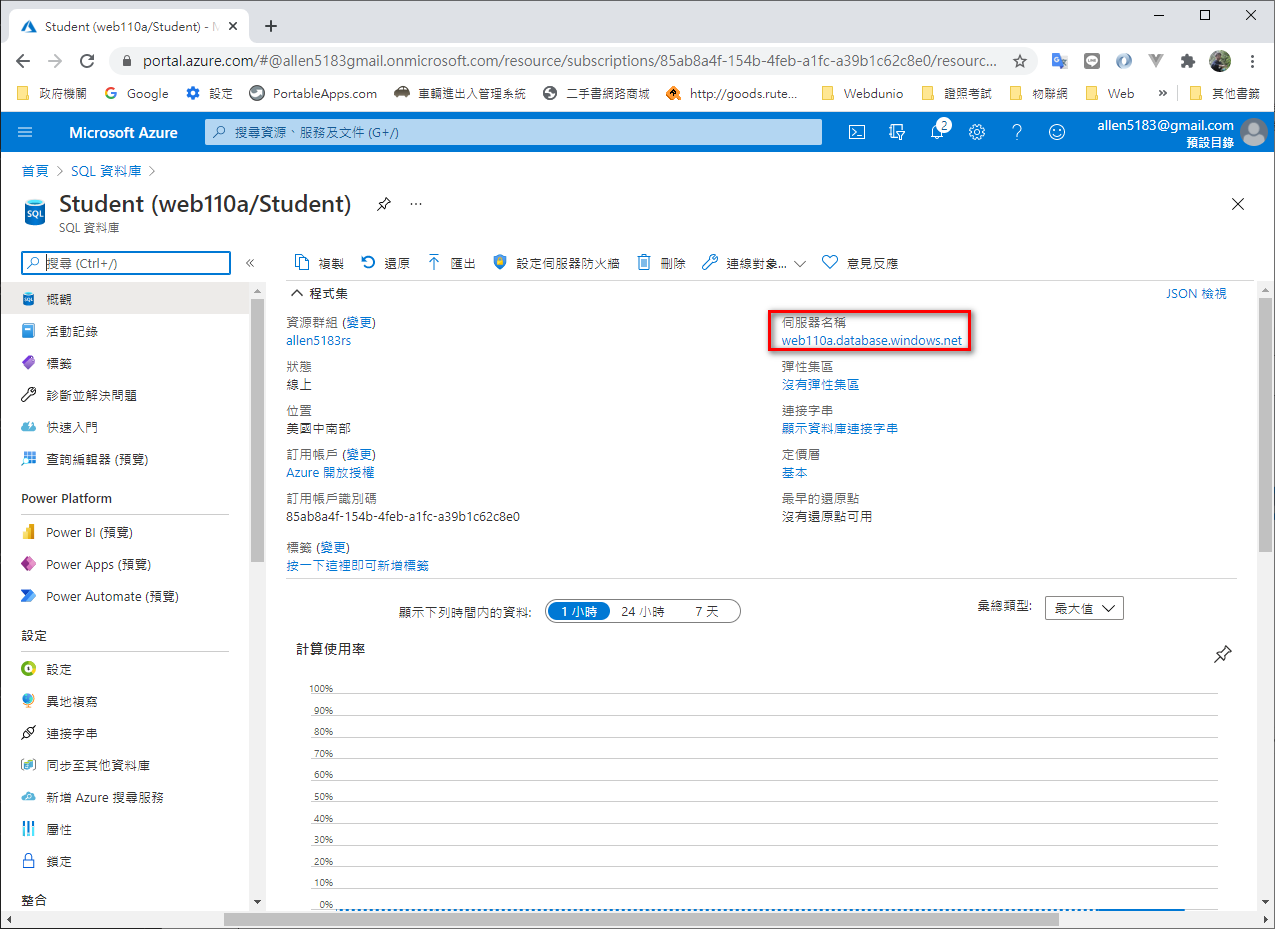 Student (web110a/Student) - M
portal.azure.com/#@allen5183gmail.onmicrosoft.com/resource/subscriptions/85ab8a4f-154b-4feb-a1fc-a39b1c62c8e0/resourc...
政府機關
Google
設定
PortableApps.com
車輛進出入管理系統
二手書網路商城
http://goods.rute...
Webdunio
證照考試
物聯網
Web
»
其他書籤
Microsoft Azure
搜尋資源、服務及文件 (G+/)
2
allen5183@gmail.com
預設目錄
首頁 > SQL 資料庫 >
SQL
Student (web110a/Student)
...
SQL 資料庫
搜尋 (Ctrl+/)
«
複製
還原
匯出
設定伺服器防火牆
刪除
連線對象...
意見反應
概觀
活動記錄
標籤
診斷並解決問題
快速入門
查詢編輯器 (預覽)
Power Platform
Power BI (預覽)
Power Apps (預覽)
Power Automate (預覽)
設定
設定
異地複寫
連接字串
同步至其他資料庫
新增 Azure 搜尋服務
屬性
鎖定
整合
程式集
JSON 檢視
資源群組 (變更)
allen5183rs
狀態
線上
位置
美國中南部
訂用帳戶 (變更)
Azure 開放授權
訂用帳戶識別碼
85ab8a4f-154b-4feb-a1fc-a39b1c62c8e0
標籤 (變更)
按一下這裡即可新增標籤
伺服器名稱
web110a.database.windows.net
彈性集區
沒有彈性集區
連接字串
顯示資料庫連接字串
定價層
基本
最早的還原點
沒有還原點可用
顯示下列時間內的資料:
1 小時
24 小時
7 天
彙總類型:
最大值
計算使用率
100%
90%
80%
70%
60%
50%
40%
30%
20%
10%
0%